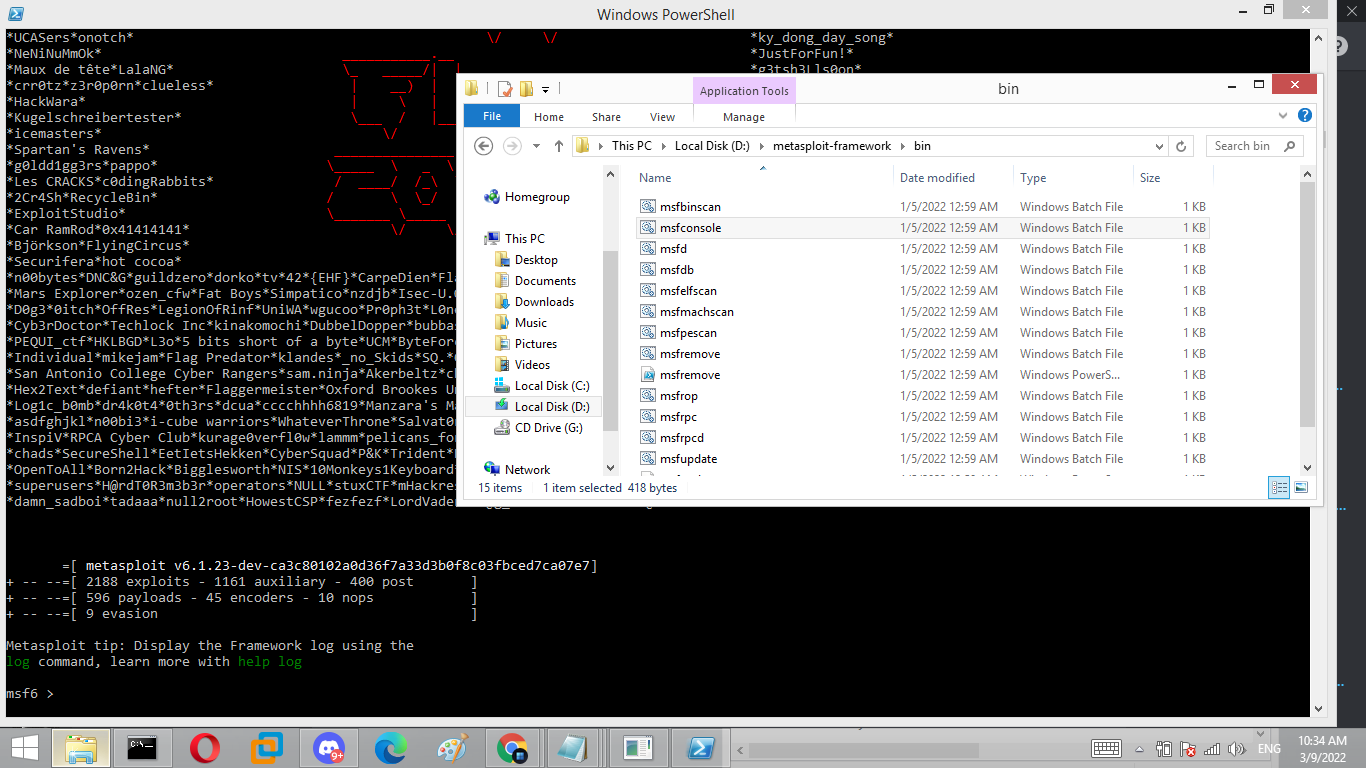 Windows PowerShell
*UCASers*onotch*
*NeNiNuMmOk*
*Maux de tête*LalaNG*
*crr0tz*z3r0p0rn*clueless*
*HackWara*
*Kugelschreibertester*
*icemasters*
*Spartan's Ravens*
*g0ldd1gg3rs*pappo*
*Les CRACKS*c0dingRabbits*
*2Cr4Sh*RecycleBin*
*ExploitStudio*
*Car RamRod*0x41414141*
*Björkson*FlyingCircus*
*Securifera*hot cocoa*
*ky_dong_day_song*
*JustForFun!*
*g3tsh3Lls0on*
*n00bytes*DNC&G*guildzero*dorko*tv*42*{EHF}*CarpeDien*Fla
*Mars Explorer*ozen_cfw*Fat Boys*Simpatico*nzdjb*Isec-U.
*D0g3*0itch*OffRes*LegionOfRinf*UniWA*wgucoo*Pr0ph3t*L0n
*Cyb3rDoctor*Techlock Inc*kinakomochi*DubbelDopper*bubba
*PEQUI_ctf*HKLBGD*L3o*5 bits short of a byte*UCM*ByteFor
*Individual*mikejam*Flag Predator*klandes*_no_Skids*SQ.*
*San Antonio College Cyber Rangers*sam.ninja*Akerbeltz*c
*Hex2Text*defiant*hefter*Flaggermeister*Oxford Brookes U
*Log1c_b0mb*dr4k0t4*0th3rs*dcua*cccchhhh6819*Manzara's M
*asdfghjkl*n00bi3*i-cube warriors*WhateverThrone*Salvat0
*InspiV*RPCA Cyber Club*kurage0verfl0w*lammm*pelicans_fo
*chads*SecureShell*EetIetsHekken*CyberSquad*P&K*Trident*
*OpenToAll*Born2Hack*Bigglesworth*NIS*10Monkeys1Keyboard*
*superusers*H@rdT0R3m3b3r*operators*NULL*stuxCTF*mHackres
*damn_sadboi*tadaaa*null2root*HowestCSP*fezfezf*LordVader
=[ metasploit v6.1.23-dev-ca3c80102a0d36f7a33d3b0f8c03fbced7ca07e7]
+ -- --=[ 2188 exploits - 1161 auxiliary - 400 post ]
+ -- --=[ 596 payloads - 45 encoders - 10 nops ]
+ -- --=[ 9 evasion ]
Metasploit tip: Display the Framework log using the
log command, learn more with help log
msf6 >
Application Tools
bin
File Home Share View Manage
This PC Local Disk (D:) metasploit-framework bin
Search bin
Homegroup
This PC
Desktop
Documents
Downloads
Music
Pictures
Videos
Local Disk (C:)
Local Disk (D:)
CD Drive (G:)
Network
Name Date modified Type Size
msfbinscan 1/5/2022 12:59 AM Windows Batch File 1 KB
msfconsole 1/5/2022 12:59 AM Windows Batch File 1 KB
msfd 1/5/2022 12:59 AM Windows Batch File 1 KB
msfdb 1/5/2022 12:59 AM Windows Batch File 1 KB
msfelfscan 1/5/2022 12:59 AM Windows Batch File 1 KB
msfmachscan 1/5/2022 12:59 AM Windows Batch File 1 KB
msfpescan 1/5/2022 12:59 AM Windows Batch File 1 KB
msfremove 1/5/2022 12:59 AM Windows Batch File 1 KB
msfremove 1/5/2022 12:59 AM Windows PowerS... 1 KB
msfrop 1/5/2022 12:59 AM Windows Batch File 1 KB
msfrpc 1/5/2022 12:59 AM Windows Batch File 1 KB
msfrpcd 1/5/2022 12:59 AM Windows Batch File 1 KB
msfupdate 1/5/2022 12:59 AM Windows Batch File 1 KB
15 items 1 item selected 418 bytes
9+
ENG
10:34 AM
3/9/2022